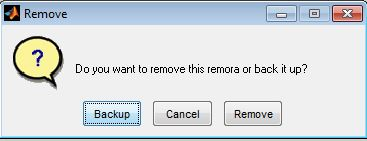 Remove
?
Do you want to remove this remora or back it up?
Backup Cancel Remove